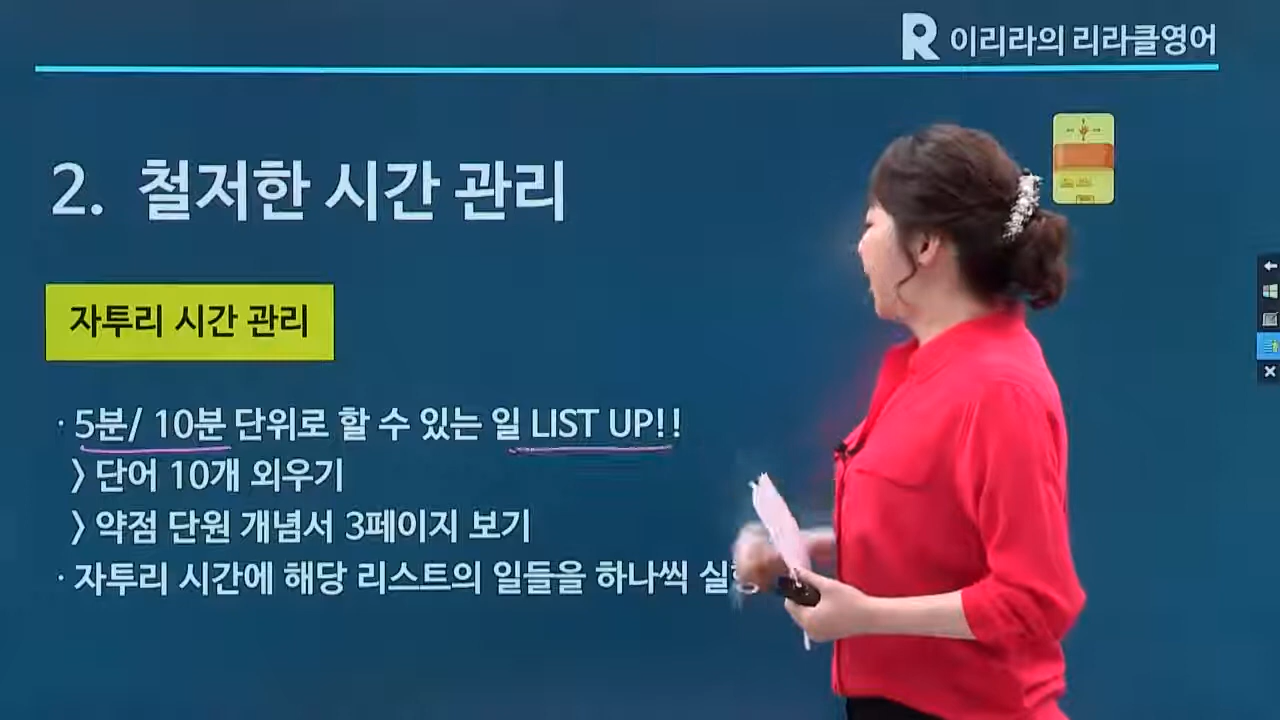 R 이리라의 리라클영어
2. 철저한 시간 관리
자투리 시간 관리
· 5분/ 10분 단위로 할 수 있는 일 LIST UP!!
> 단어 10개 외우기
> 약점 단원 개념서 3페이지 보기
· 자투리 시간에 해당 리스트의 일들을 하나씩